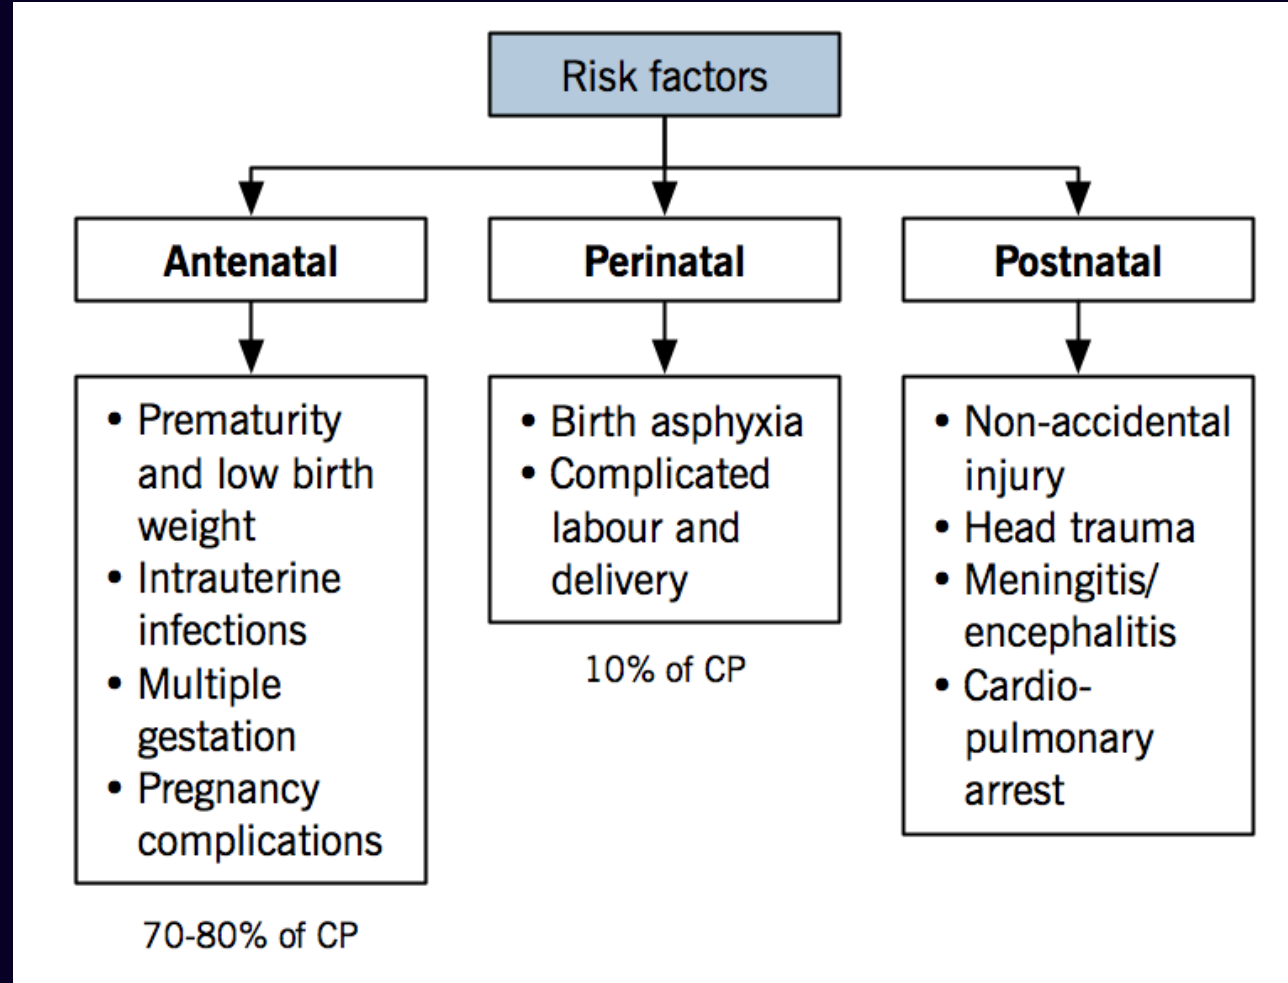 Risk factors
Antenatal
Perinatal
Postnatal
• Prematurity
and low birth
weight
• Intrauterine
infections
• Multiple
gestation
• Pregnancy
complications
70-80% of CP
• Birth asphyxia
• Complicated
labour and
delivery
10% of CP
• Non-accidental
injury
• Head trauma
• Meningitis/
encephalitis
• Cardio-
pulmonary
arrest